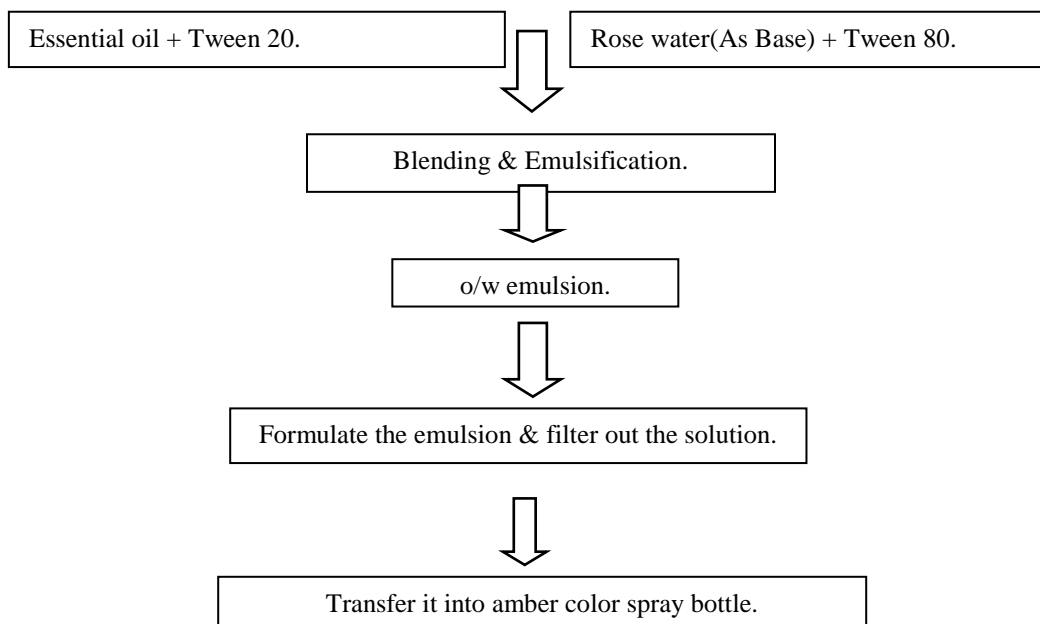 Essential oil + Tween 20.
Rose water(As Base) + Tween 80.
Blending & Emulsification.
o/w emulsion.
Formulate the emulsion & filter out the solution.
Transfer it into amber color spray bottle.